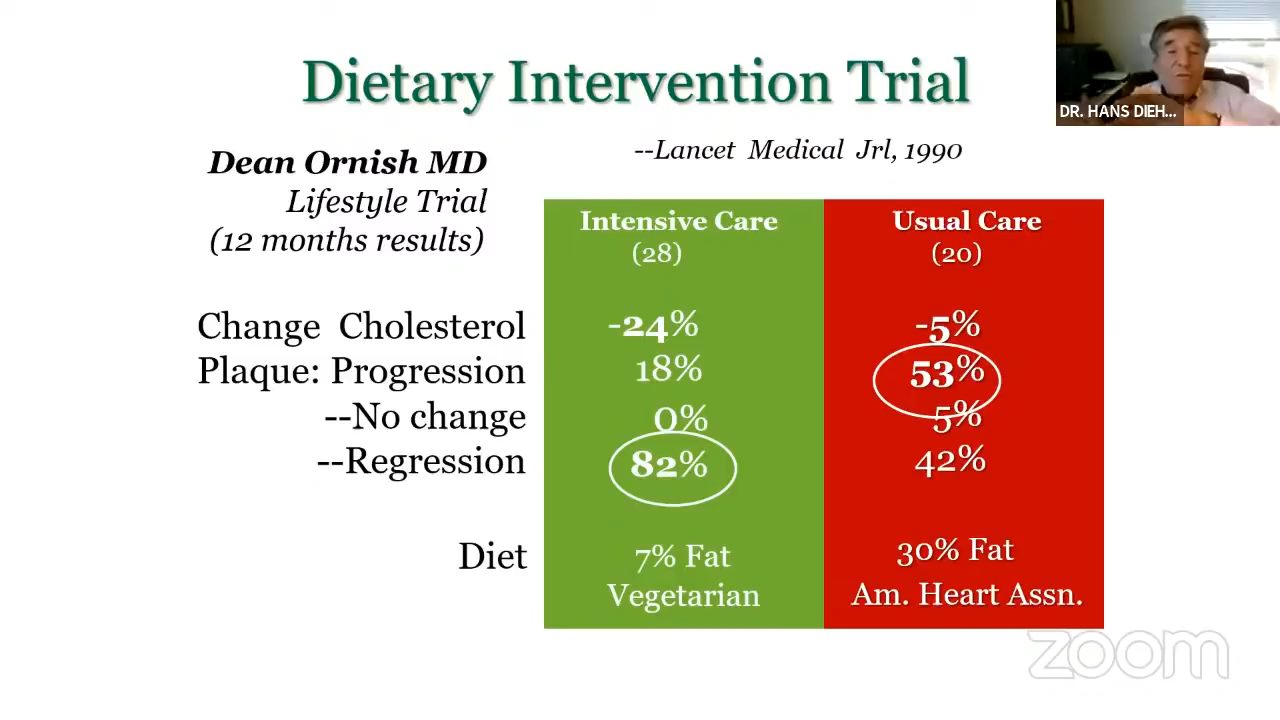 Dietary Intervention Trial
DR. HANS DIEH...
Dean Ornish MD
Lifestyle Trial
(12 months results)
--Lancet Medical Jrl, 1990
Intensive Care
(28)
Usual Care
(20)
Change Cholesterol -24% -5%
Plaque: Progression 18% 53%
--No change 0% 5%
--Regression 82% 42%
Diet 7% Fat 30% Fat
Vegetarian Am. Heart Assn.
zoom